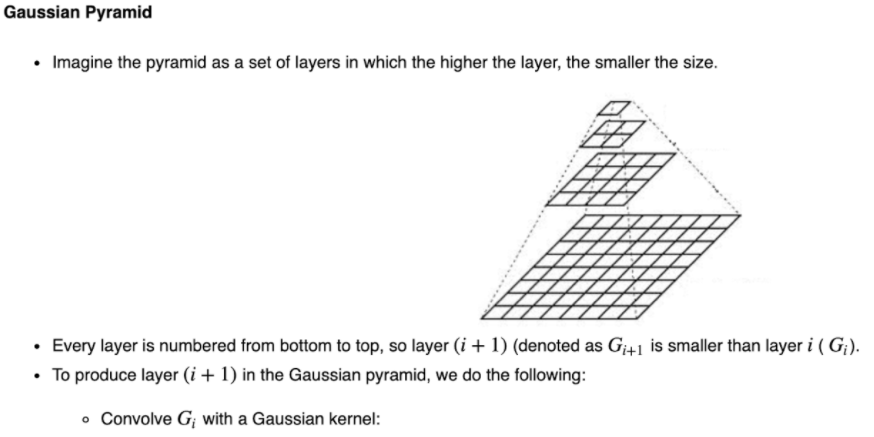 Gaussian Pyramid
• Imagine the pyramid as a set of layers in which the higher the layer, the smaller the size.
• Every layer is numbered from bottom to top, so layer (i + 1) (denoted as G_{i+1} is smaller than layer i ( G_i).
• To produce layer (i + 1) in the Gaussian pyramid, we do the following:
◦ Convolve G_i with a Gaussian kernel: